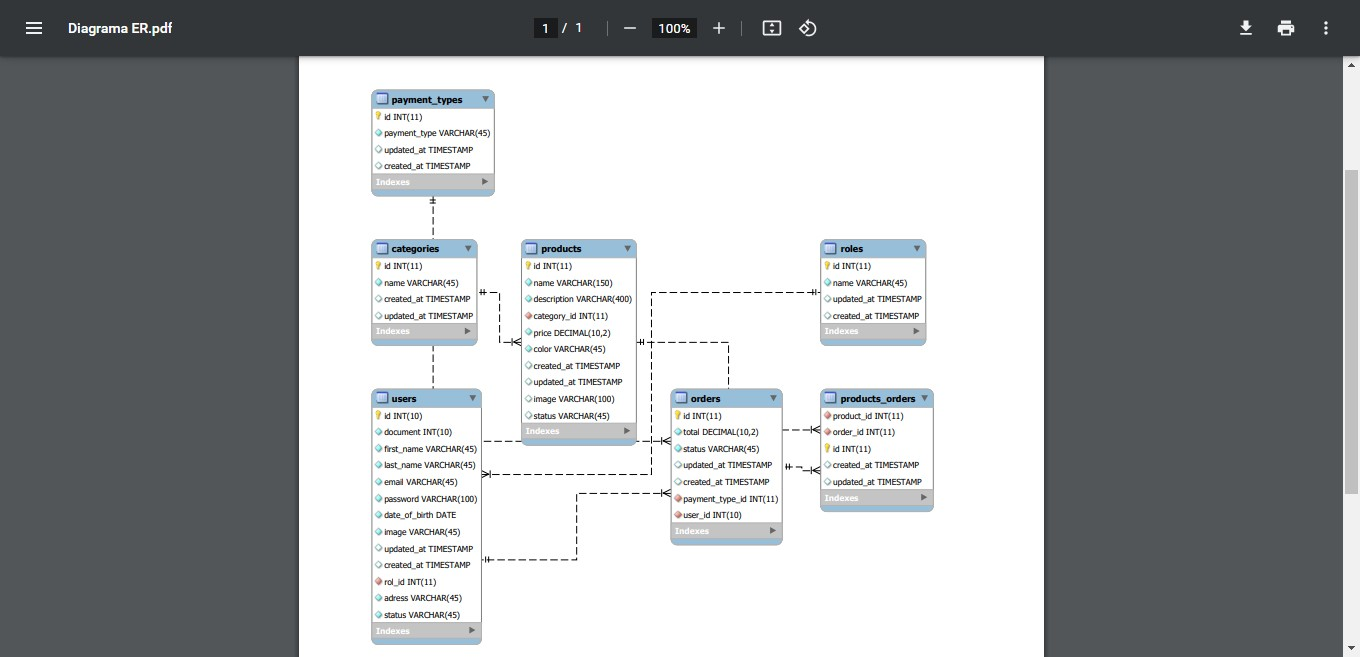 Diagrama ER.pdf
1 / 1
100%
payment_types
id INT(11)
payment_type VARCHAR(45)
updated_at TIMESTAMP
created_at TIMESTAMP
Indexes
categories
id INT(11)
name VARCHAR(45)
created_at TIMESTAMP
updated_at TIMESTAMP
Indexes
products
id INT(11)
name VARCHAR(150)
description VARCHAR(400)
category_id INT(11)
price DECIMAL(10,2)
color VARCHAR(45)
created_at TIMESTAMP
updated_at TIMESTAMP
image VARCHAR(100)
status VARCHAR(45)
Indexes
roles
id INT(11)
name VARCHAR(45)
updated_at TIMESTAMP
created_at TIMESTAMP
Indexes
users
id INT(10)
document INT(10)
first_name VARCHAR(45)
last_name VARCHAR(45)
email VARCHAR(45)
password VARCHAR(100)
date_of_birth DATE
image VARCHAR(45)
updated_at TIMESTAMP
created_at TIMESTAMP
rol_id INT(11)
adress VARCHAR(45)
status VARCHAR(45)
Indexes
orders
id INT(11)
total DECIMAL(10,2)
status VARCHAR(45)
updated_at TIMESTAMP
created_at TIMESTAMP
payment_type_id INT(11)
user_id INT(10)
Indexes
products_orders
product_id INT(11)
order_id INT(11)
id INT(11)
created_at TIMESTAMP
updated_at TIMESTAMP
Indexes